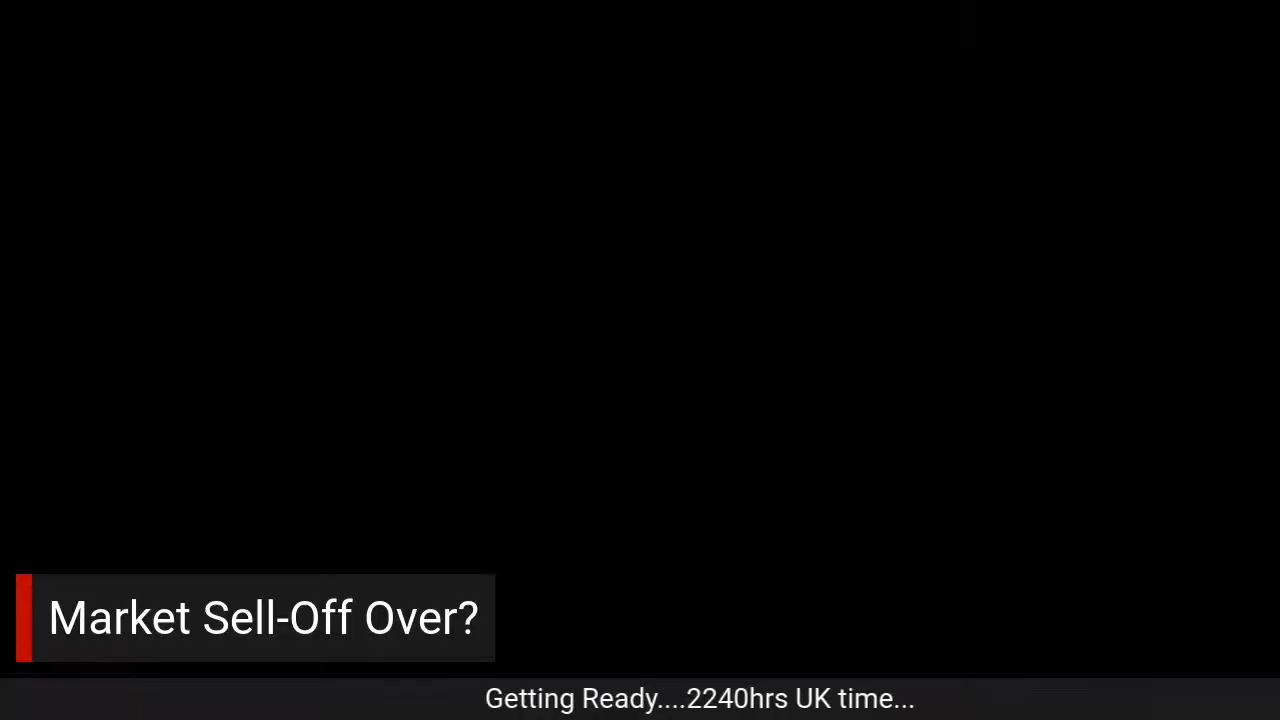 Market Sell-Off Over?
Getting Ready....2240hrs UK time...